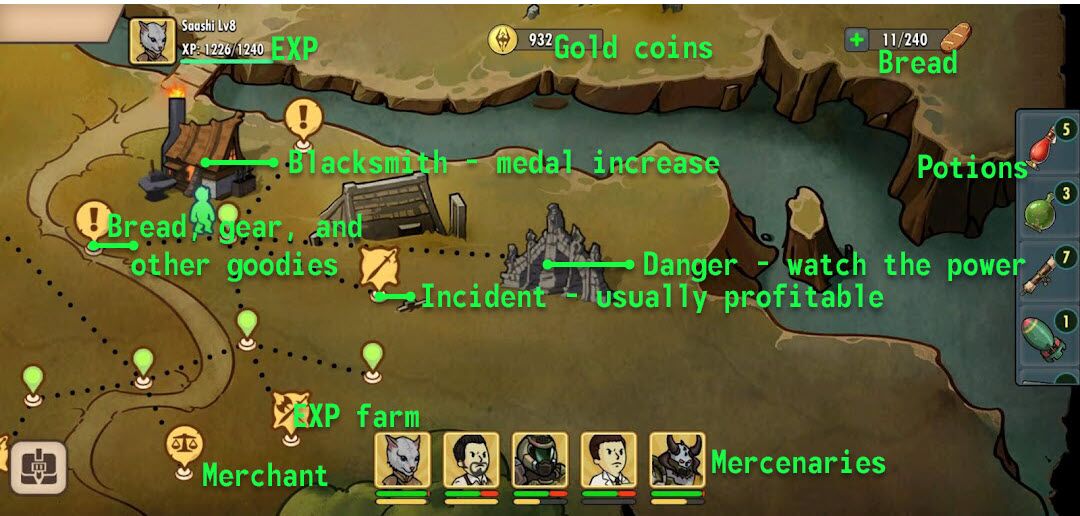 Saashi Lv8
XP: 1226/1240
EXP
932
Gold coins
11/240
Bread
5
Blacksmith - medal increase
Potions
3
Bread, gear, and
other goodies
Danger - watch the power
7
Incident - usually profitable
1
EXP farm
Merchant
Mercenaries